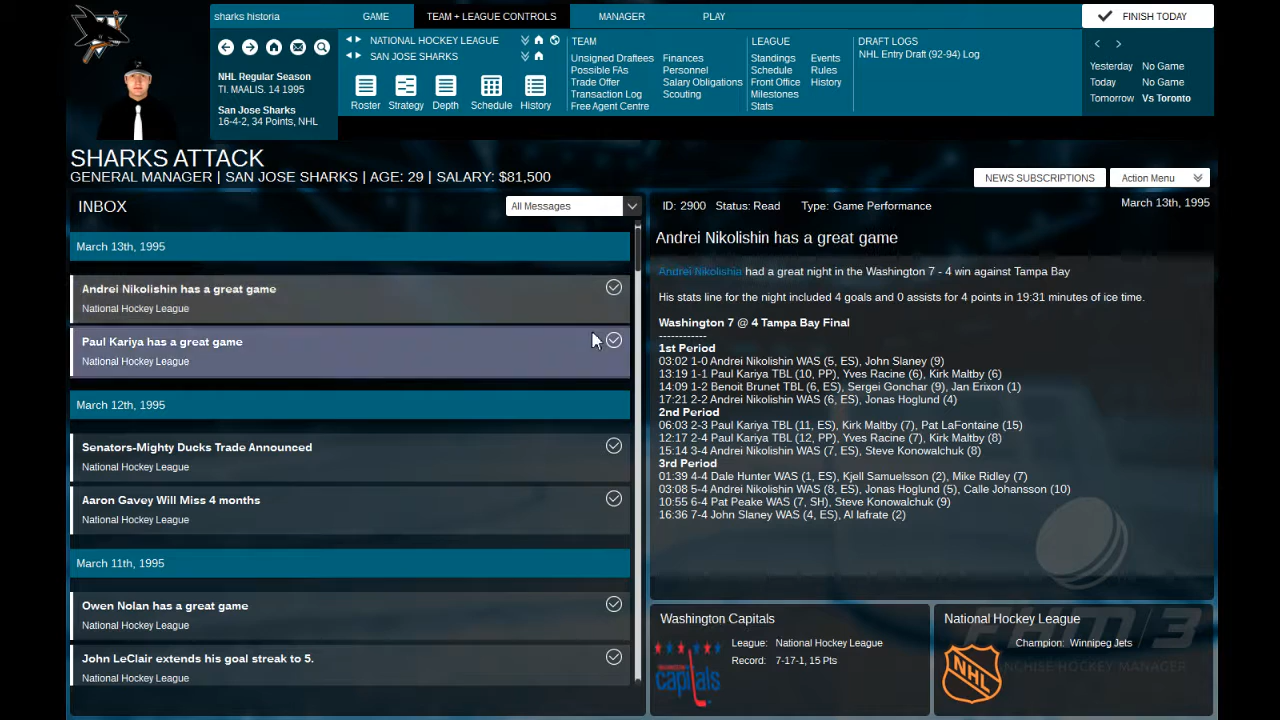 sharks historia
GAME
TEAM + LEAGUE CONTROLS
MANAGER
PLAY
FINISH TODAY
NATIONAL HOCKEY LEAGUE
SAN JOSE SHARKS
NHL Regular Season
TI. MAALIS. 14 1995
San Jose Sharks
16-4-2, 34 Points, NHL
Roster
Strategy
Depth
Schedule
History
TEAM
Unsigned Draftees
Possible FAs
Trade Offer
Transaction Log
Free Agent Centre
Finances
Personnel
Salary Obligations
Scouting
LEAGUE
Standings
Schedule
Front Office
Milestones
Stats
Events
Rules
History
DRAFT LOGS
NHL Entry Draft (92-94) Log
Yesterday No Game
Today No Game
Tomorrow Vs Toronto
SHARKS ATTACK
GENERAL MANAGER | SAN JOSE SHARKS | AGE: 29 | SALARY: $81,500
NEWS SUBSCRIPTIONS
Action Menu
INBOX
All Messages
March 13th, 1995
Andrei Nikolishin has a great game
National Hockey League
Paul Kariya has a great game
National Hockey League
March 12th, 1995
Senators-Mighty Ducks Trade Announced
National Hockey League
Aaron Gavey Will Miss 4 months
National Hockey League
March 11th, 1995
Owen Nolan has a great game
National Hockey League
John LeClair extends his goal streak to 5.
National Hockey League
ID: 2900 Status: Read Type: Game Performance
March 13th, 1995
Andrei Nikolishin has a great game
Andrei Nikolishin had a great night in the Washington 7 - 4 win against Tampa Bay
His stats line for the night included 4 goals and 0 assists for 4 points in 19:31 minutes of ice time.
Washington 7 @ 4 Tampa Bay Final
------------
1st Period
03:02 1-0 Andrei Nikolishin WAS (5, ES), John Slaney (9)
13:19 1-1 Paul Kariya TBL (10, PP), Yves Racine (6), Kirk Maltby (6)
14:09 1-2 Benoit Brunet TBL (6, ES), Sergei Gonchar (9), Jan Erixon (1)
17:21 2-2 Andrei Nikolishin WAS (6, ES), Jonas Hoglund (4)
2nd Period
06:03 2-3 Paul Kariya TBL (11, ES), Kirk Maltby (7), Pat LaFontaine (15)
12:17 2-4 Paul Kariya TBL (12, PP), Yves Racine (7), Kirk Maltby (8)
15:14 3-4 Andrei Nikolishin WAS (7, ES), Steve Konowalchuk (8)
3rd Period
01:39 4-4 Dale Hunter WAS (1, ES), Kjell Samuelsson (2), Mike Ridley (7)
03:08 5-4 Andrei Nikolishin WAS (8, ES), Jonas Hoglund (5), Calle Johansson (10)
10:55 6-4 Pat Peake WAS (7, SH), Steve Konowalchuk (9)
16:36 7-4 John Slaney WAS (4, ES), Al Iafrate (2)
Washington Capitals
capitals
League: National Hockey League
Record: 7-17-1, 15 Pts
National Hockey League
NHL
Champion: Winnipeg Jets
FHM/3
NCHISE HOCKEY MANAGER